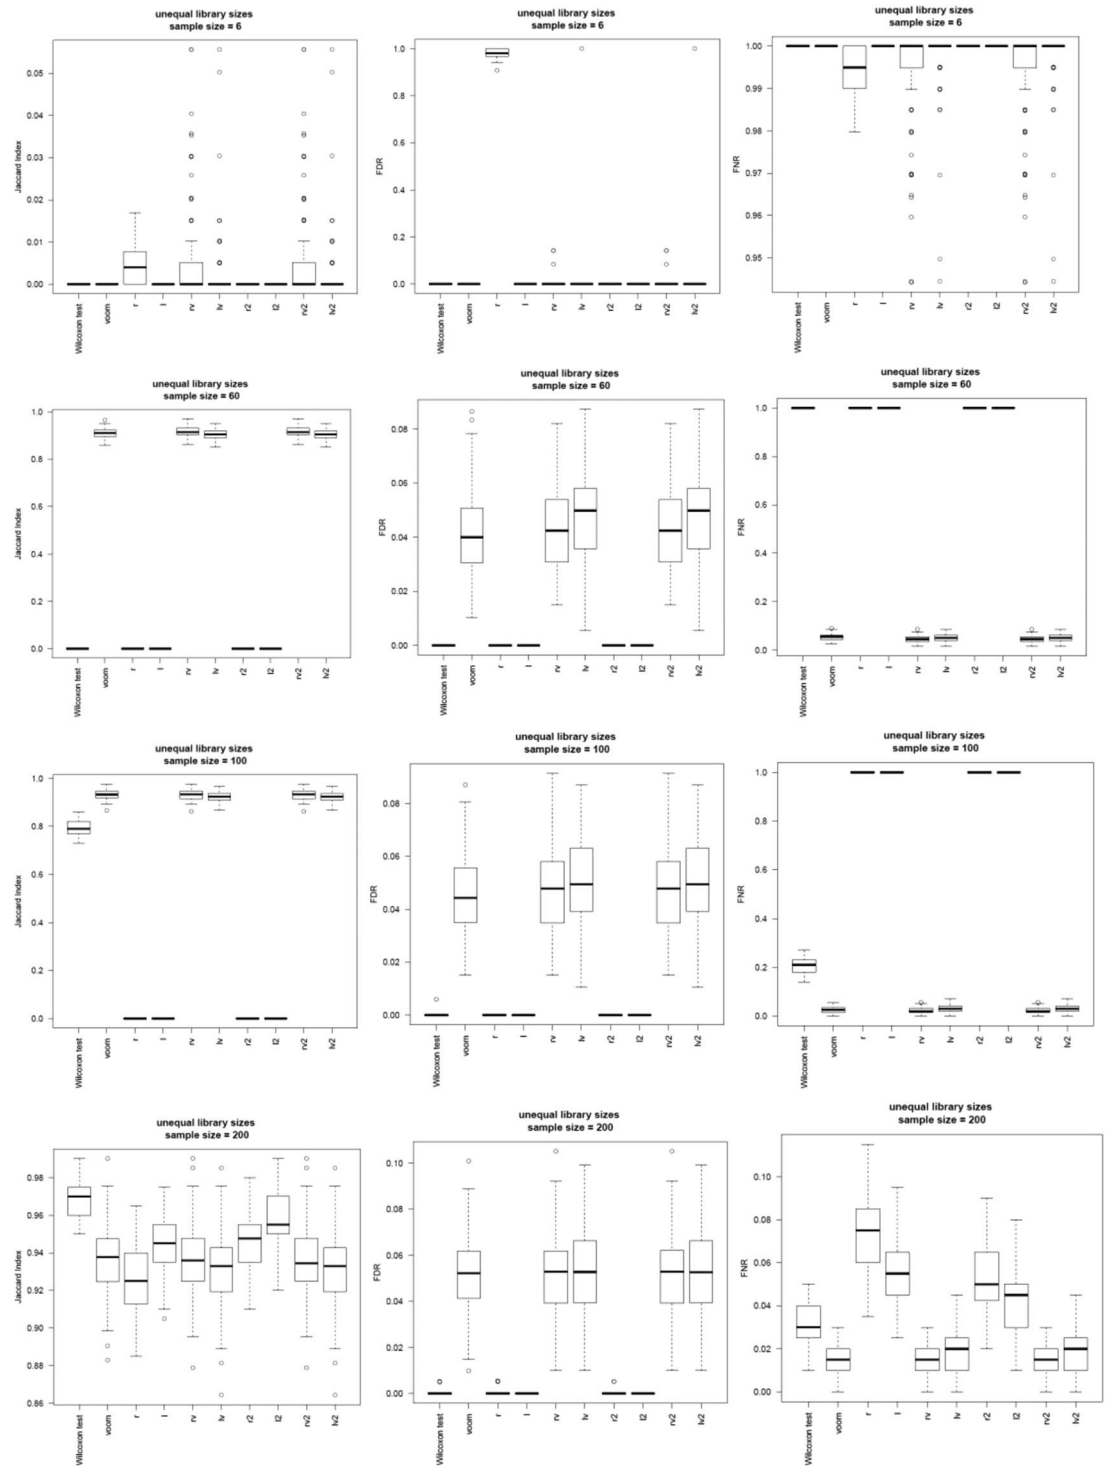 unequal library sizes
sample size = 6
Jaccard Index
0.05
0.04
0.03
0.02
0.01
0.00
Wilcoxon test
voom
r
l
rv
lv
r2
l2
rv2
lv2
unequal library sizes
sample size = 6
FDR
1.0
0.8
0.6
0.4
0.2
0.0
Wilcoxon test
voom
r
l
rv
lv
r2
l2
rv2
lv2
unequal library sizes
sample size = 6
FNR
1.00
0.99
0.98
0.97
0.96
0.95
Wilcoxon test
voom
r
l
rv
lv
r2
l2
rv2
lv2
unequal library sizes
sample size = 60
Jaccard Index
1.0
0.8
0.6
0.4
0.2
0.0
Wilcoxon test
voom
r
l
rv
lv
r2
l2
rv2
lv2
unequal library sizes
sample size = 60
FDR
0.08
0.06
0.04
0.02
0.00
Wilcoxon test
voom
r
l
rv
lv
r2
l2
rv2
lv2
unequal library sizes
sample size = 60
FNR
1.0
0.8
0.6
0.4
0.2
0.0
Wilcoxon test
voom
r
l
rv
lv
r2
l2
rv2
lv2
unequal library sizes
sample size = 100
Jaccard Index
1.0
0.8
0.6
0.4
0.2
0.0
Wilcoxon test
voom
r
l
rv
lv
r2
l2
rv2
lv2
unequal library sizes
sample size = 100
FDR
0.08
0.06
0.04
0.02
0.00
Wilcoxon test
voom
r
l
rv
lv
r2
l2
rv2
lv2
unequal library sizes
sample size = 100
FNR
1.0
0.8
0.6
0.4
0.2
0.0
Wilcoxon test
voom
r
l
rv
lv
r2
l2
rv2
lv2
unequal library sizes
sample size = 200
Jaccard Index
0.98
0.96
0.94
0.92
0.90
0.88
0.86
Wilcoxon test
voom
r
l
rv
lv
r2
l2
rv2
lv2
unequal library sizes
sample size = 200
FDR
0.10
0.08
0.06
0.04
0.02
0.00
Wilcoxon test
voom
r
l
rv
lv
r2
l2
rv2
lv2
unequal library sizes
sample size = 200
FNR
0.10
0.08
0.06
0.04
0.02
0.00
Wilcoxon test
voom
r
l
rv
lv
r2
l2
rv2
lv2